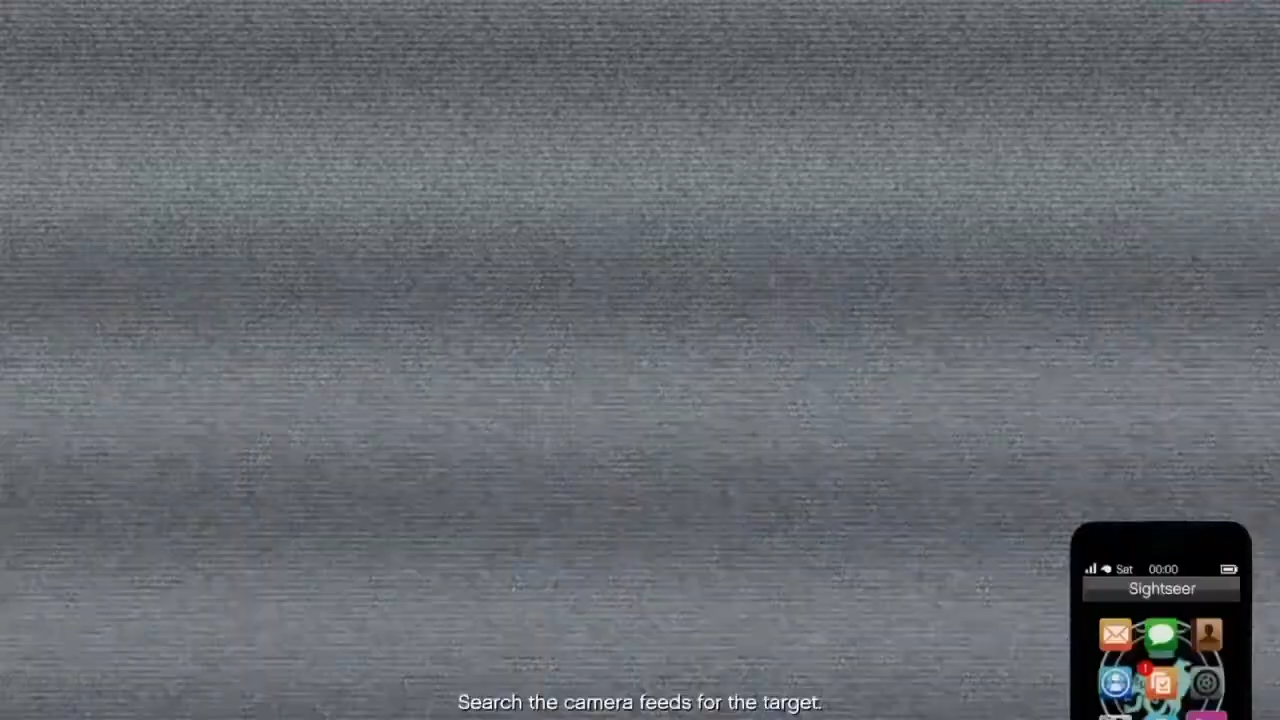 Sat 00:00
Sightseer
Search the camera feeds for the target.